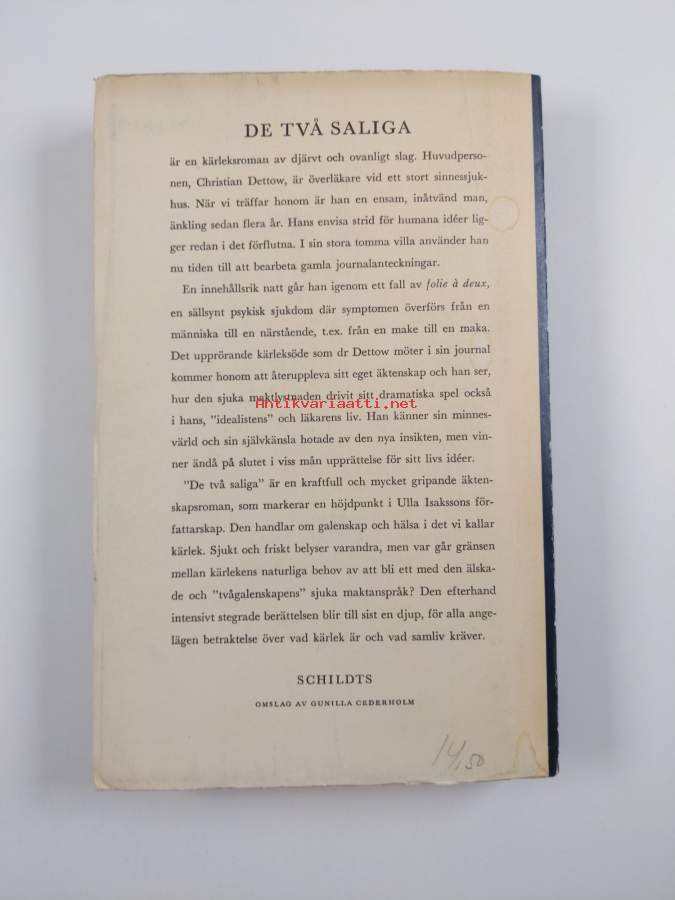 DE TVÅ SALIGA
är en kärleksroman av djärvt och ovanligt slag. Huvudperso-
nen, Christian Dettow, är överläkare vid ett stort sinnessjuk-
hus. När vi träffar honom är han en ensam, inåtvänd man,
änkling sedan flera år. Hans envisa strid för humana idéer lig-
ger redan i det förflutna. I sin stora tomma villa använder han
nu tiden till att bearbeta gamla journalanteckningar.
En innehållsrik natt går han igenom ett fall av folie à deux,
en sällsynt psykisk sjukdom där symptomen överförs från en
människa till en närstående, t.ex. från en make till en maka.
Det upprörande kärleksöde som dr Dettow möter i sin journal
kommer honom att återuppleva sitt eget äktenskap och han ser,
hur den sjuka maktlystnaden drivit sitt dramatiska spel också
Antikvariaatti.net
i hans, "idealistens" och läkarens liv. Han känner sin minnes-
värld och sin självkänsla hotade av den nya insikten, men vin-
ner ändå på slutet i viss mån upprättelse för sitt livs idéer.
"De två saliga" är en kraftfull och mycket gripande äkten-
skapsroman, som markerar en höjdpunkt i Ulla Isakssons för-
fattarskap. Den handlar om galenskap och hälsa i det vi kallar
kärlek. Sjukt och friskt belyser varandra, men var går gränsen
mellan kärlekens naturliga behov av att bli ett med den älska-
de och "tvågalenskapens" sjuka maktanspråk? Den efterhand
intensivt stegrade berättelsen blir till sist en djup, för alla ange-
lägen betraktelse över vad kärlek är och vad samliv kräver.
SCHILDTS
OMSLAG AV GUNILLA CEDERHOLM
14,50